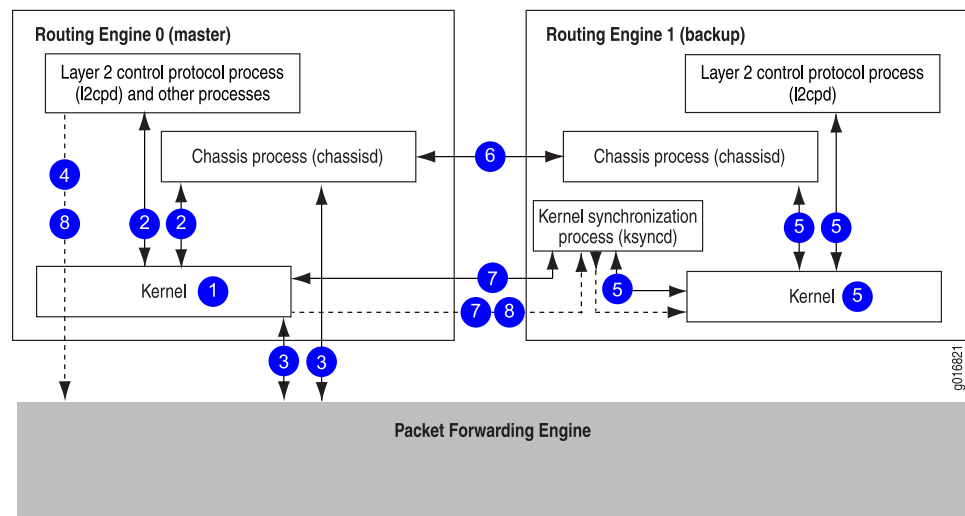 Routing Engine 0 (master)
Layer 2 control protocol process
(l2cpd) and other processes
Chassis process (chassisd)
4
8
2
2
Kernel 1
3
3
6
7
7
8
Routing Engine 1 (backup)
Layer 2 control protocol process
(l2cpd)
Chassis process (chassisd)
Kernel synchronization
process (ksyncd)
5
5
5
Kernel 5
g016821
Packet Forwarding Engine